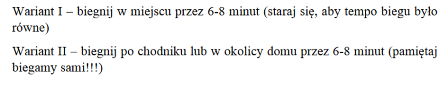 Wariant I – biegnij w miejscu przez 6-8 minut (staraj się, aby tempo biegu było
równe)
Wariant II – biegnij po chodniku lub w okolicy domu przez 6-8 minut (pamiętaj
biegamy sami!!!)